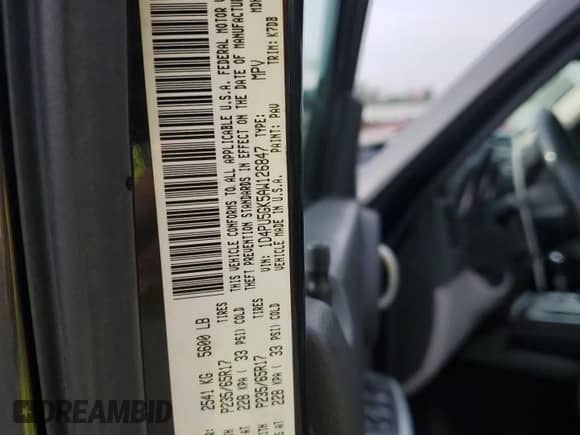 THIS VEHICLE CONFORMS TO ALL APPLICABLE U.S.A. FEDERAL MOTOR
THEFT PREVENTION STANDARDS IN EFFECT ON THE DATE OF MANUFACTUR
VIN: 1D4PU5GK5AW126847 TYPE: MPV MDH
VEHICLE MADE IN U.S.A. PAINT: PAV TRIM: K7DB
2541 KG 5600 LB
TIRES
P235/65R17
228 KPA ( 33 PSI) COLD
TIRES
P235/65R17
228 KPA ( 33 PSI) COLD
DREAMBID